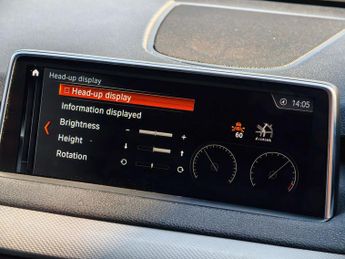 Head-up display
14:05
Head-up display
Information displayed
Brightness
- +
Height
Rotation
60